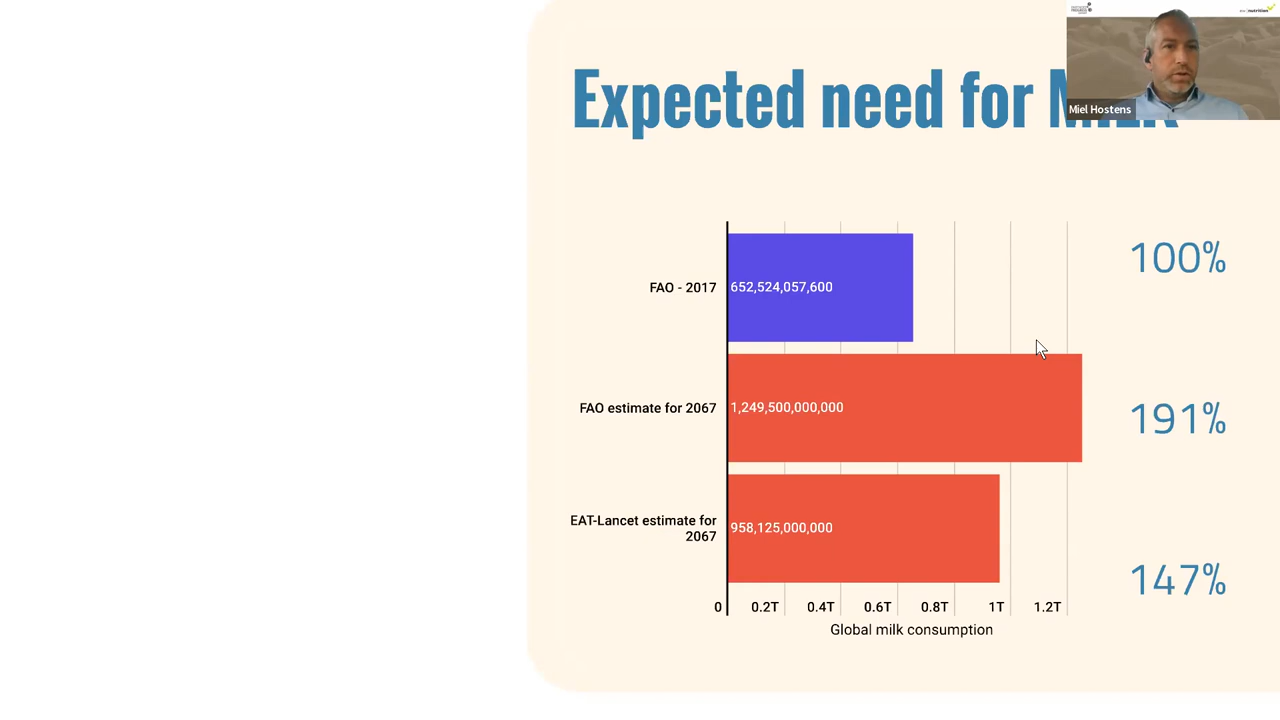 Expected need for MILK
Miel Hostens
FAO - 2017
652,524,057,600
100%
FAO estimate for 2067
1,249,500,000,000
191%
EAT-Lancet estimate for
2067
958,125,000,000
147%
0 0.2T 0.4T 0.6T 0.8T 1T 1.2T
Global milk consumption